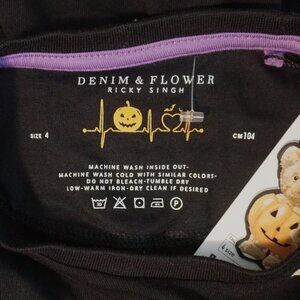 DENIM & FLOWER
RICKY SINGH
SIZE 4
CM104
MACHINE WASH INSIDE OUT-
MACHINE WASH COLD WITH SIMILAR COLORS-
DO NOT BLEACH-TUMBLE DRY
LOW-WARM IRON-DRY CLEAN IF DESIRED